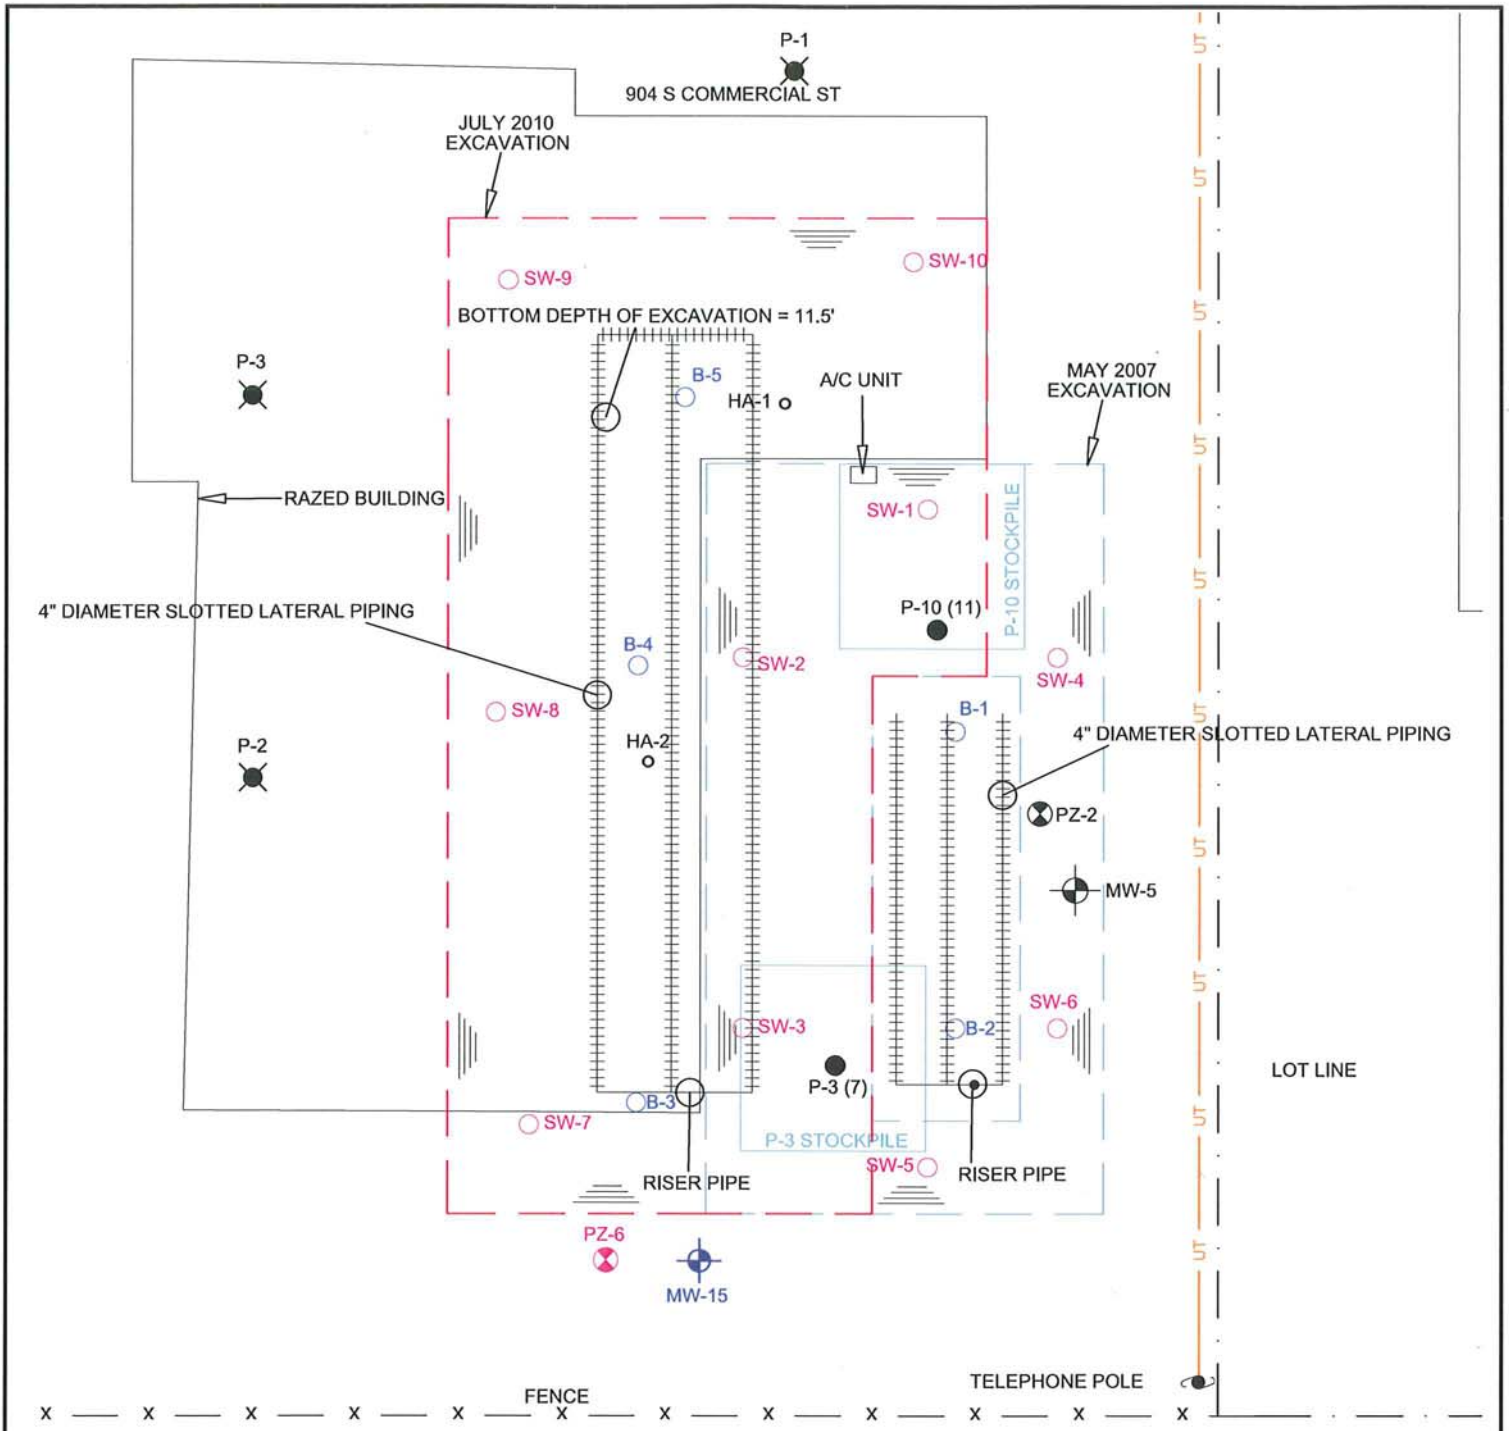 P-1
904 S COMMERCIAL ST
JULY 2010
EXCAVATION
SW-10
SW-9
BOTTOM DEPTH OF EXCAVATION = 11.5'
P-3
B-5
HA-1
A/C UNIT
MAY 2007
EXCAVATION
RAZED BUILDING
SW-1
P-10 STOCKPILE
4" DIAMETER SLOTTED LATERAL PIPING
P-10 (11)
B-4
SW-2
SW-4
SW-8
B-1
4" DIAMETER SLOTTED LATERAL PIPING
P-2
HA-2
PZ-2
MW-5
SW-3
B-2
SW-6
LOT LINE
P-3 (7)
B-3
SW-7
P-3 STOCKPILE
SW-5
RISER PIPE
RISER PIPE
PZ-6
MW-15
TELEPHONE POLE
FENCE
X X X X X X X X X X X X